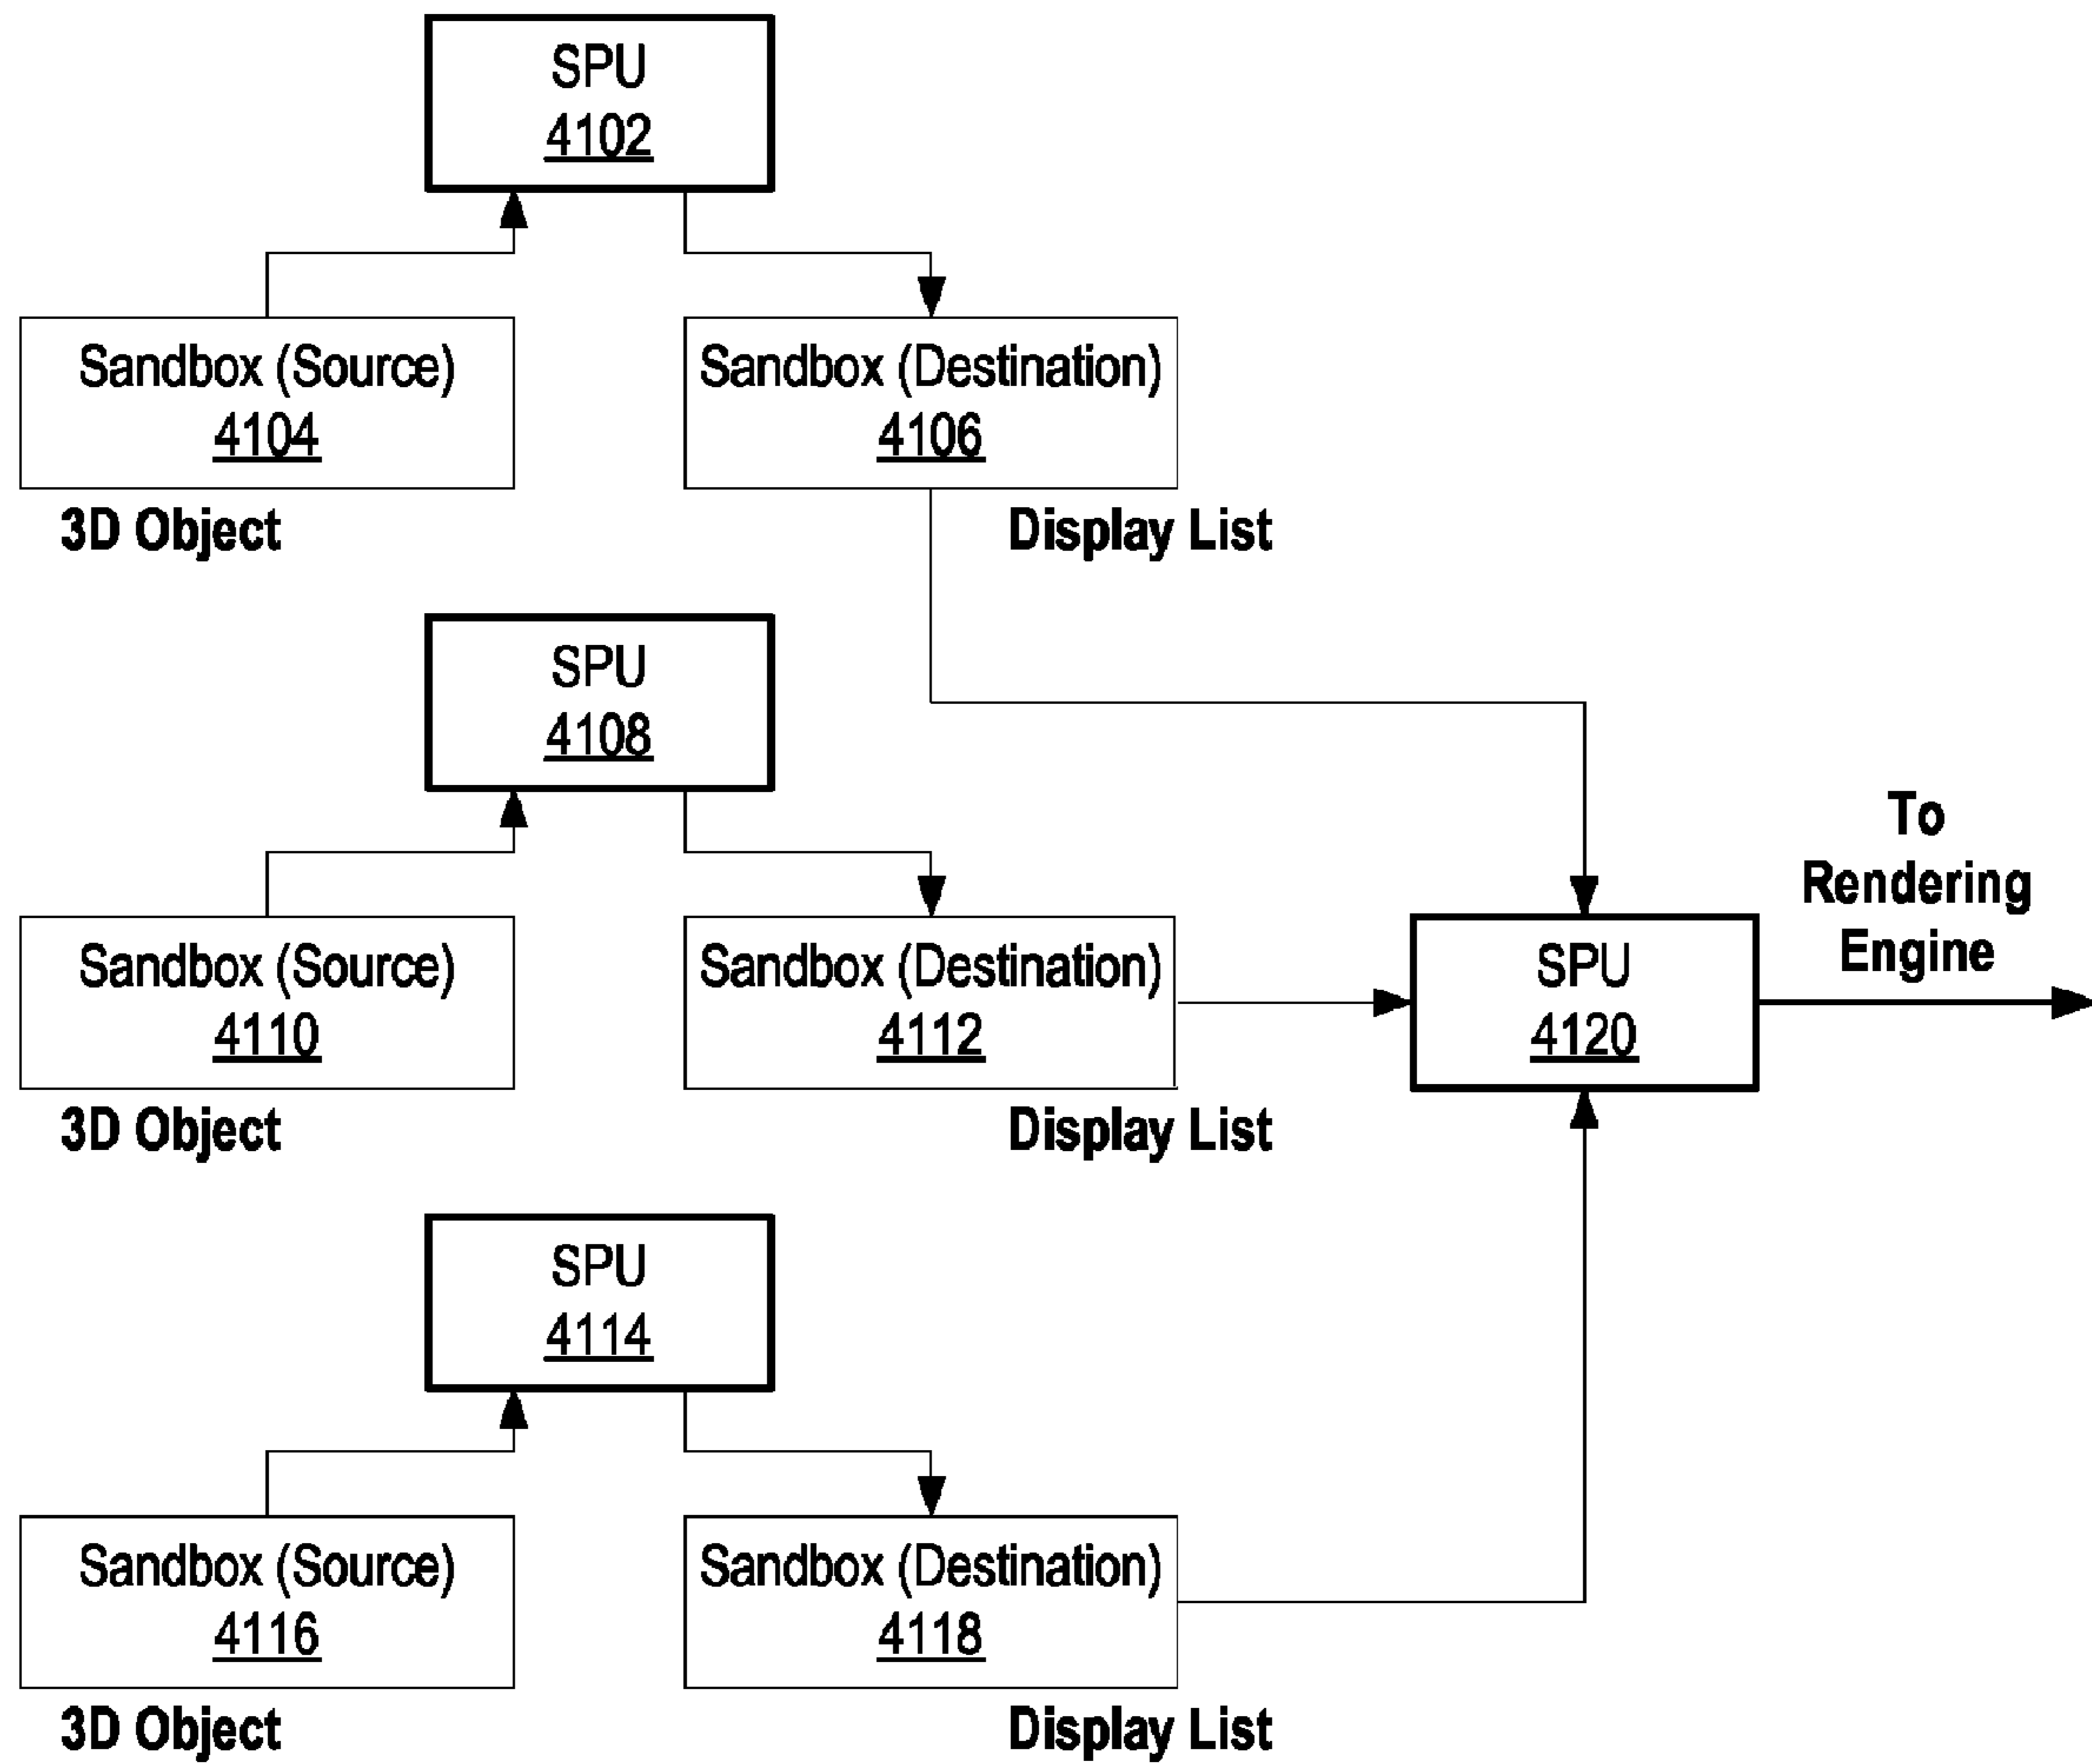 SPU
4102
Sandbox (Source)
4104
3D Object
Sandbox (Destination)
4106
Display List
SPU
4108
Sandbox (Source)
4110
3D Object
Sandbox (Destination)
4112
Display List
SPU
4120
To
Rendering
Engine
SPU
4114
Sandbox (Source)
4116
3D Object
Sandbox (Destination)
4118
Display List